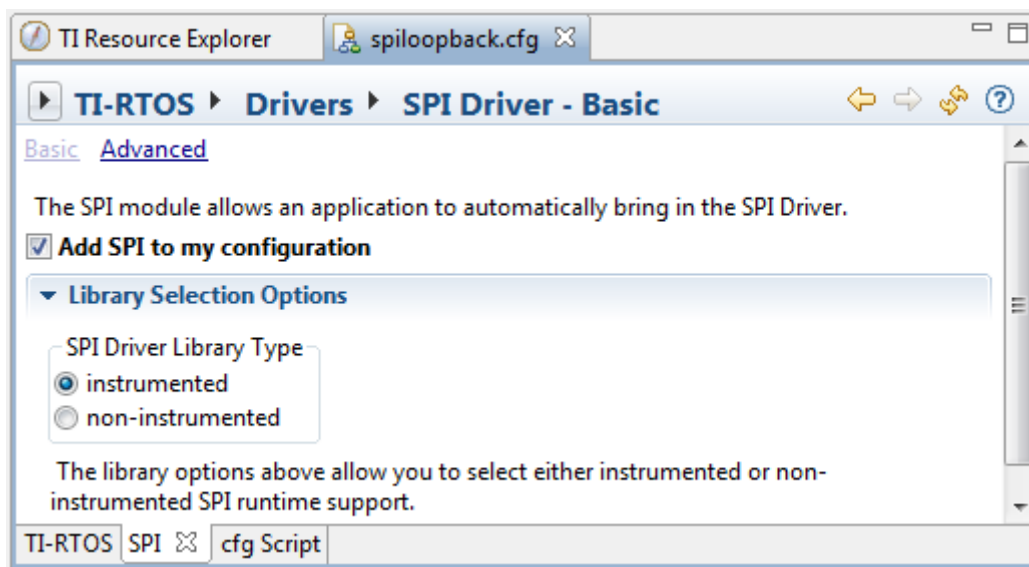 TI Resource Explorer spiloopback.cfg
TI-RTOS Drivers SPI Driver - Basic
Basic Advanced
The SPI module allows an application to automatically bring in the SPI Driver.
Add SPI to my configuration
Library Selection Options
SPI Driver Library Type
instrumented
non-instrumented
The library options above allow you to select either instrumented or non-
instrumented SPI runtime support.
TI-RTOS SPI cfg Script